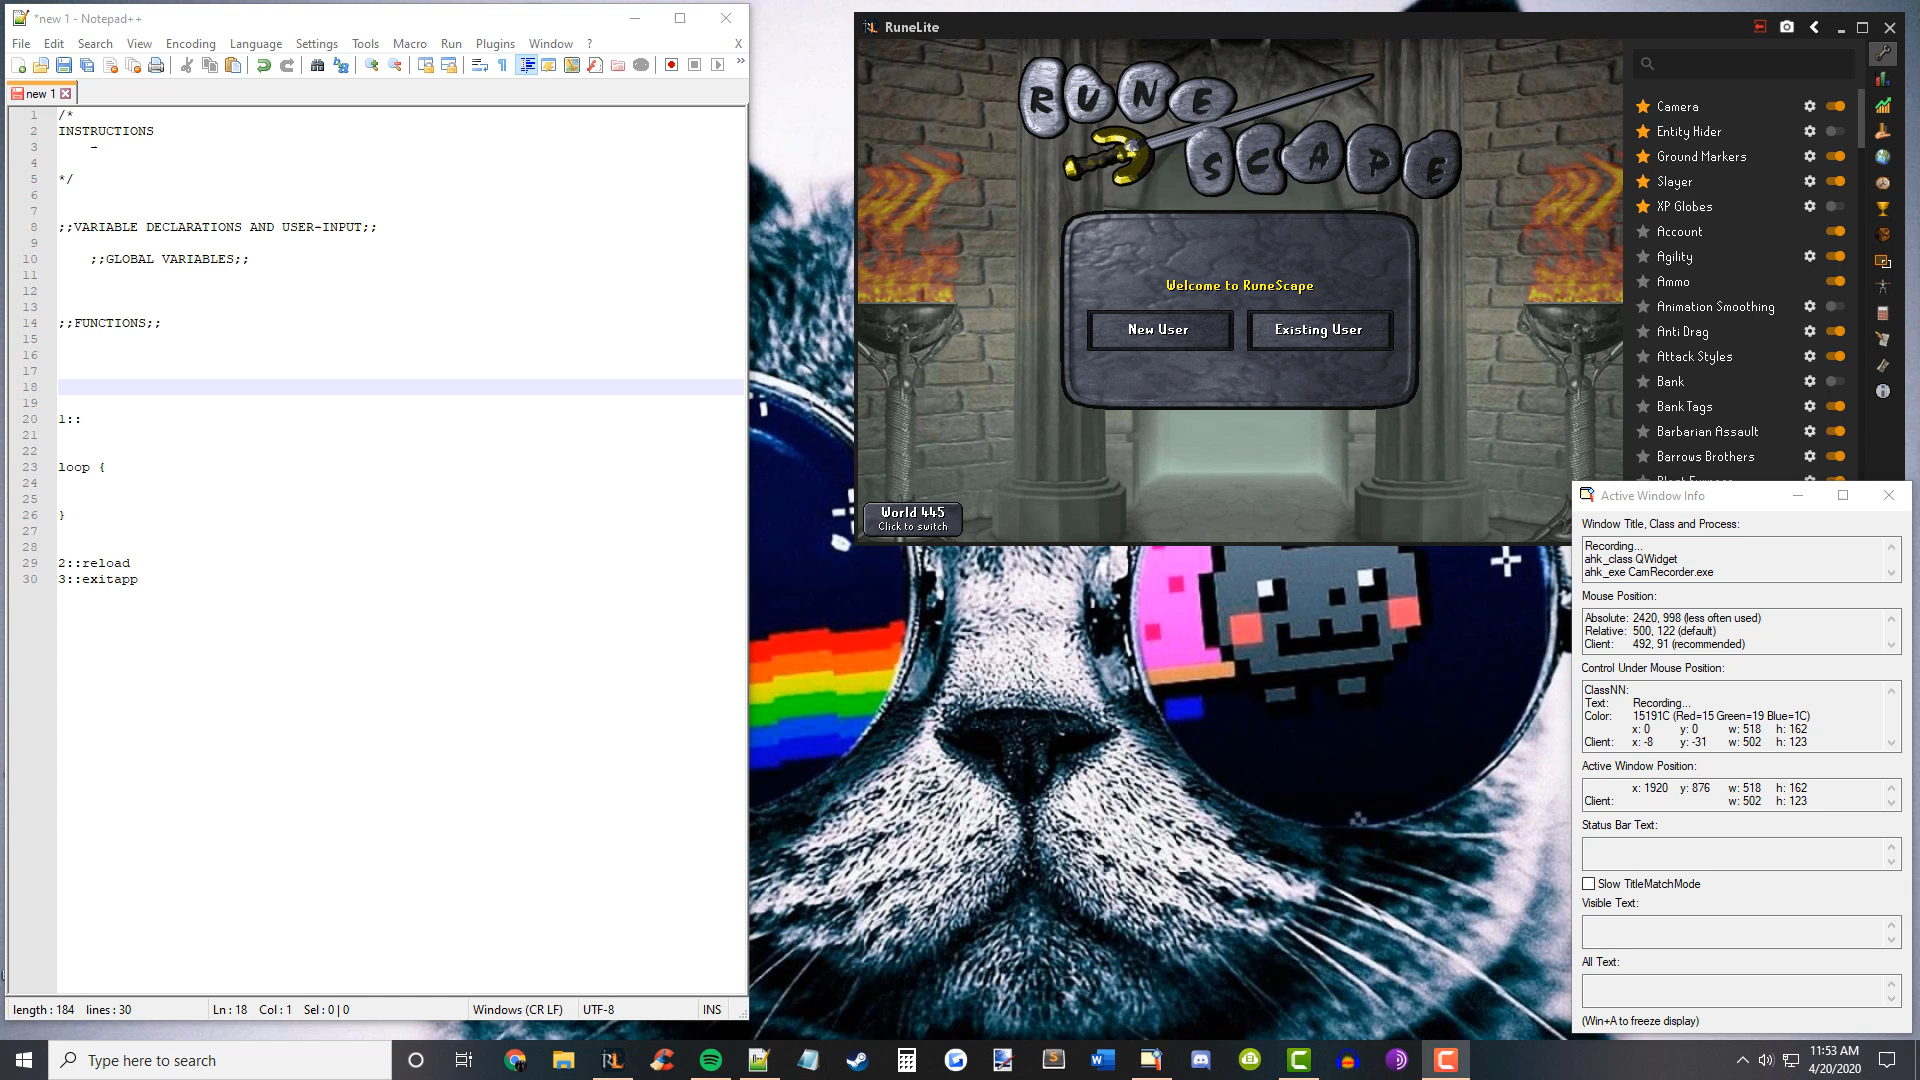 *new 1 - Notepad++
File Edit Search View Encoding Language Settings Tools Macro Run Plugins Window ? X
new 1
1 /*
2 INSTRUCTIONS
3 -
4
5 */
6
7
8 ;;VARIABLE DECLARATIONS AND USER-INPUT;;
9
10 ;;GLOBAL VARIABLES;;
11
12
13
14 ;;FUNCTIONS;;
15
16
17
18
19
20 1::
21
22
23 loop {
24
25
26 }
27
28
29 2::reload
30 3::exitapp
length : 184 lines : 30 Ln : 18 Col : 1 Sel : 0 | 0 Windows (CR LF) UTF-8 INS
RuneLite
RUNE
SCAPE
Welcome to RuneScape
New User Existing User
World 445
Click to switch
Camera
Entity Hider
Ground Markers
Slayer
XP Globes
Account
Agility
Ammo
Animation Smoothing
Anti Drag
Attack Styles
Bank
Bank Tags
Barbarian Assault
Barrows Brothers
Active Window Info
Window Title, Class and Process:
Recording...
ahk_class QWidget
ahk_exe CamRecorder.exe
Mouse Position:
Absolute: 2420, 998 (less often used)
Relative: 500, 122 (default)
Client: 492, 91 (recommended)
Control Under Mouse Position:
ClassNN:
Text: Recording...
Color: 15191C (Red=15 Green=19 Blue=1C)
x: 0 y: 0 w: 518 h: 162
Client: x: -8 y: -31 w: 502 h: 123
Active Window Position:
x: 1920 y: 876 w: 518 h: 162
Client: w: 502 h: 123
Status Bar Text:
Slow TitleMatchMode
Visible Text:
All Text:
(Win+A to freeze display)
Type here to search
11:53 AM
4/20/2020